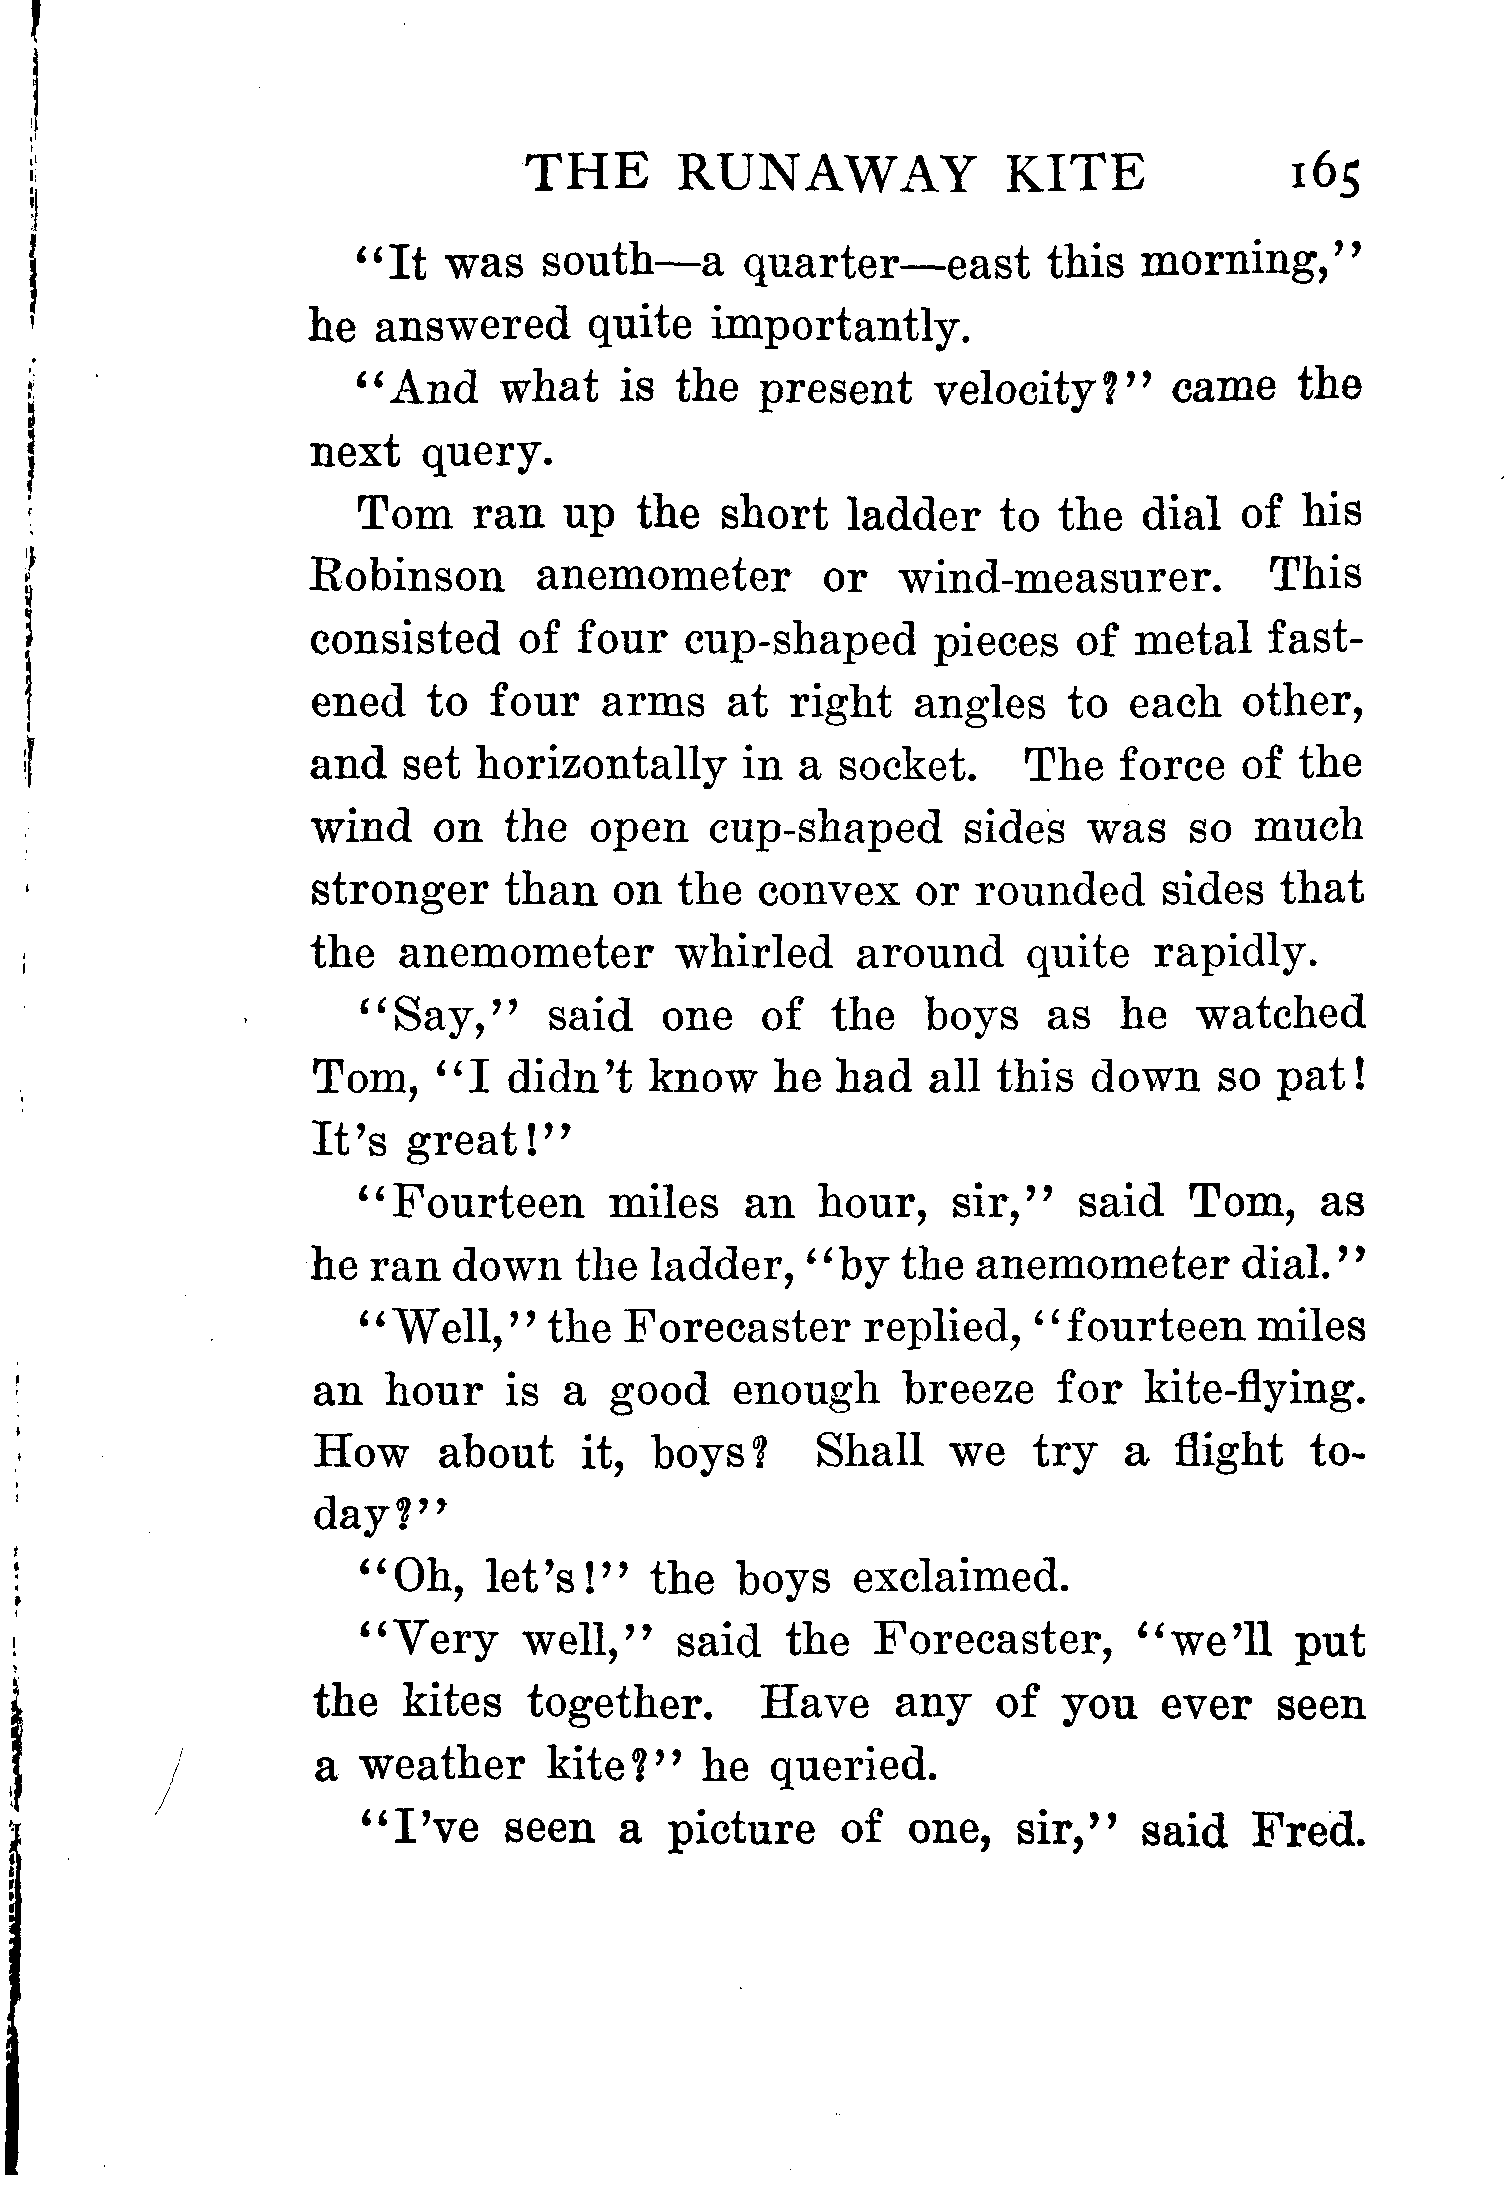 THE RUNAWAY KITE 165
“It was south—a quarter—east this morning,”
he answered quite importantly.
“And what is the present velocity?” came the
next query.
Tom ran up the short ladder to the dial of his
Robinson anemometer or wind-measurer. This
consisted of four cup-shaped pieces of metal fast-
ened to four arms at right angles to each other,
and set horizontally in a socket. The force of the
wind on the open cup-shaped sides was so much
stronger than on the convex or rounded sides that
the anemometer whirled around quite rapidly.
“Say,” said one of the boys as he watched
Tom, “I didn’t know he had all this down so pat!
It’s great!”
“Fourteen miles an hour, sir,” said Tom, as
he ran down the ladder, “by the anemometer dial.”
“Well,” the Forecaster replied, “fourteen miles
an hour is a good enough breeze for kite-flying.
How about it, boys? Shall we try a flight to-
day?”
“Oh, let’s!” the boys exclaimed.
“Very well,” said the Forecaster, “we’ll put
the kites together. Have any of you ever seen
a weather kite?” he queried.
“I’ve seen a picture of one, sir,” said Fred.